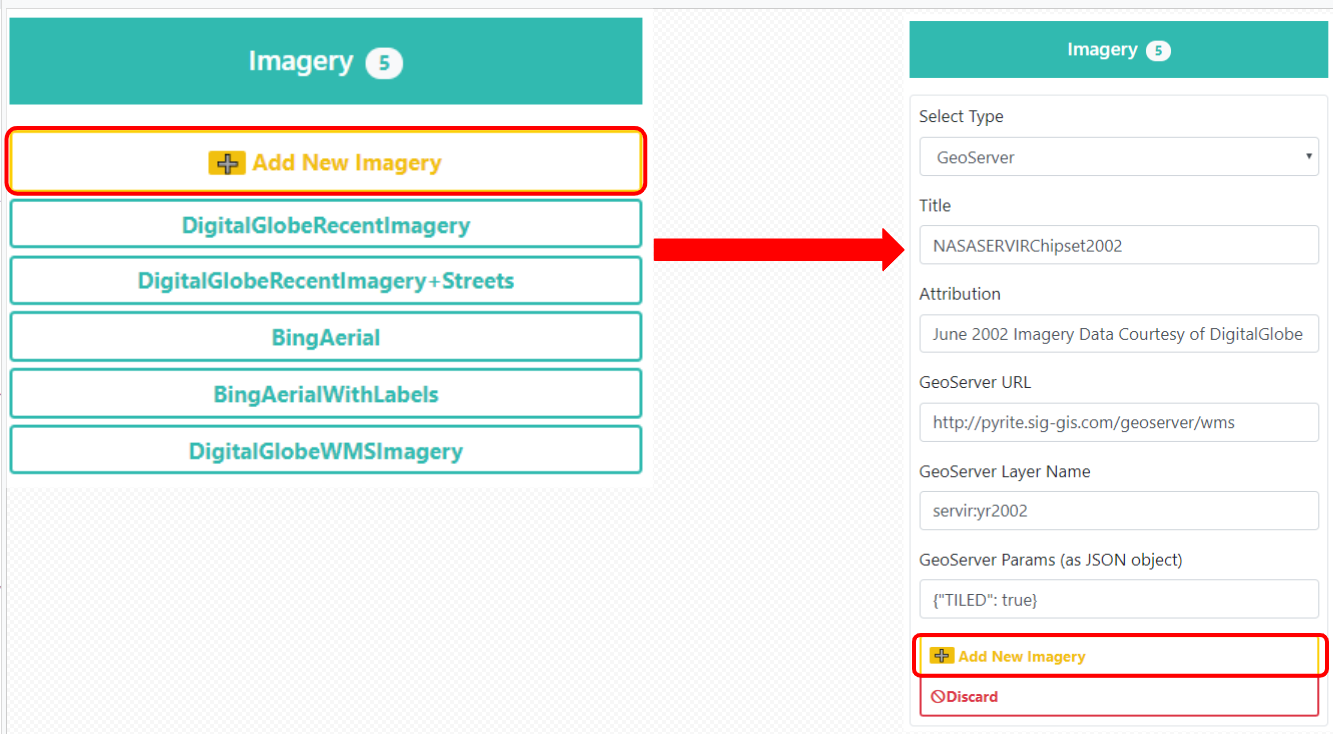 Imagery 5
Add New Imagery
DigitalGlobeRecentImagery
DigitalGlobeRecentImagery+Streets
BingAerial
BingAerialWithLabels
DigitalGlobeWMSImagery
Imagery 5
Select Type
GeoServer
Title
NASASERVIRChipset2002
Attribution
June 2002 Imagery Data Courtesy of DigitalGlobe
GeoServer URL
http://pyrite.sig-gis.com/geoserver/wms
GeoServer Layer Name
servir:yr2002
GeoServer Params (as JSON object)
{"TILED": true}
Add New Imagery
Discard